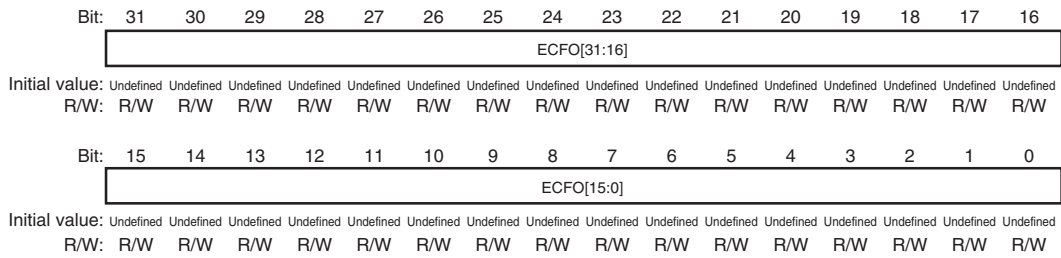 Bit: 31 30 29 28 27 26 25 24 23 22 21 20 19 18 17 16
ECFO[31:16]
Initial value: Undefined Undefined Undefined Undefined Undefined Undefined Undefined Undefined Undefined Undefined Undefined Undefined Undefined Undefined Undefined Undefined
R/W: R/W R/W R/W R/W R/W R/W R/W R/W R/W R/W R/W R/W R/W R/W R/W R/W
Bit: 15 14 13 12 11 10 9 8 7 6 5 4 3 2 1 0
ECFO[15:0]
Initial value: Undefined Undefined Undefined Undefined Undefined Undefined Undefined Undefined Undefined Undefined Undefined Undefined Undefined Undefined Undefined Undefined
R/W: R/W R/W R/W R/W R/W R/W R/W R/W R/W R/W R/W R/W R/W R/W R/W R/W